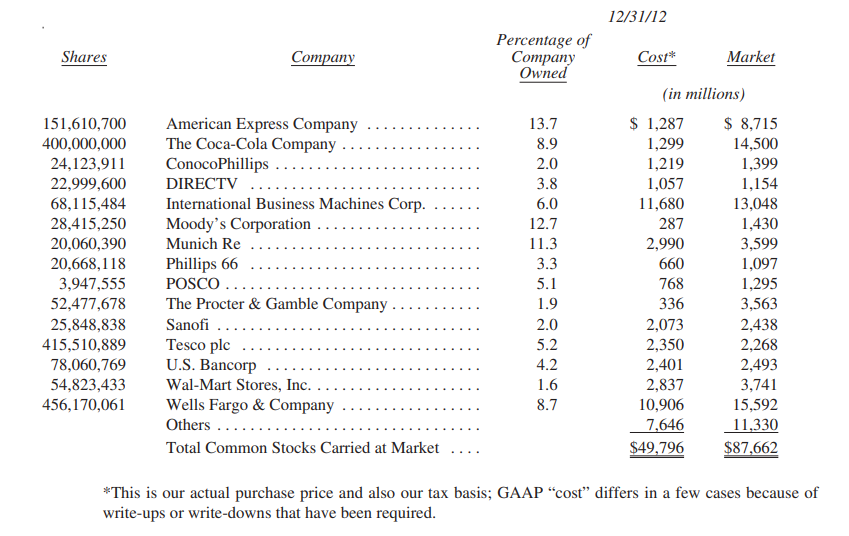 12/31/12
Percentage of
Shares Company Company Cost* Market
Owned
(in millions)
151,610,700 American Express Company .............. 13.7 $ 1,287 $ 8,715
400,000,000 The Coca-Cola Company ................. 8.9 1,299 14,500
24,123,911 ConocoPhillips ......................... 2.0 1,219 1,399
22,999,600 DIRECTV ............................ 3.8 1,057 1,154
68,115,484 International Business Machines Corp. ...... 6.0 11,680 13,048
28,415,250 Moody’s Corporation .................... 12.7 287 1,430
20,060,390 Munich Re ............................ 11.3 2,990 3,599
20,668,118 Phillips 66 ............................ 3.3 660 1,097
3,947,555 POSCO ............................... 5.1 768 1,295
52,477,678 The Procter & Gamble Company ........... 1.9 336 3,563
25,848,838 Sanofi ................................ 2.0 2,073 2,438
415,510,889 Tesco plc ............................. 5.2 2,350 2,268
78,060,769 U.S. Bancorp .......................... 4.2 2,401 2,493
54,823,433 Wal-Mart Stores, Inc. .................... 1.6 2,837 3,741
456,170,061 Wells Fargo & Company ................. 8.7 10,906 15,592
Others ................................ 7,646 11,330
Total Common Stocks Carried at Market .... $49,796 $87,662
*This is our actual purchase price and also our tax basis; GAAP “cost” differs in a few cases because of
write-ups or write-downs that have been required.